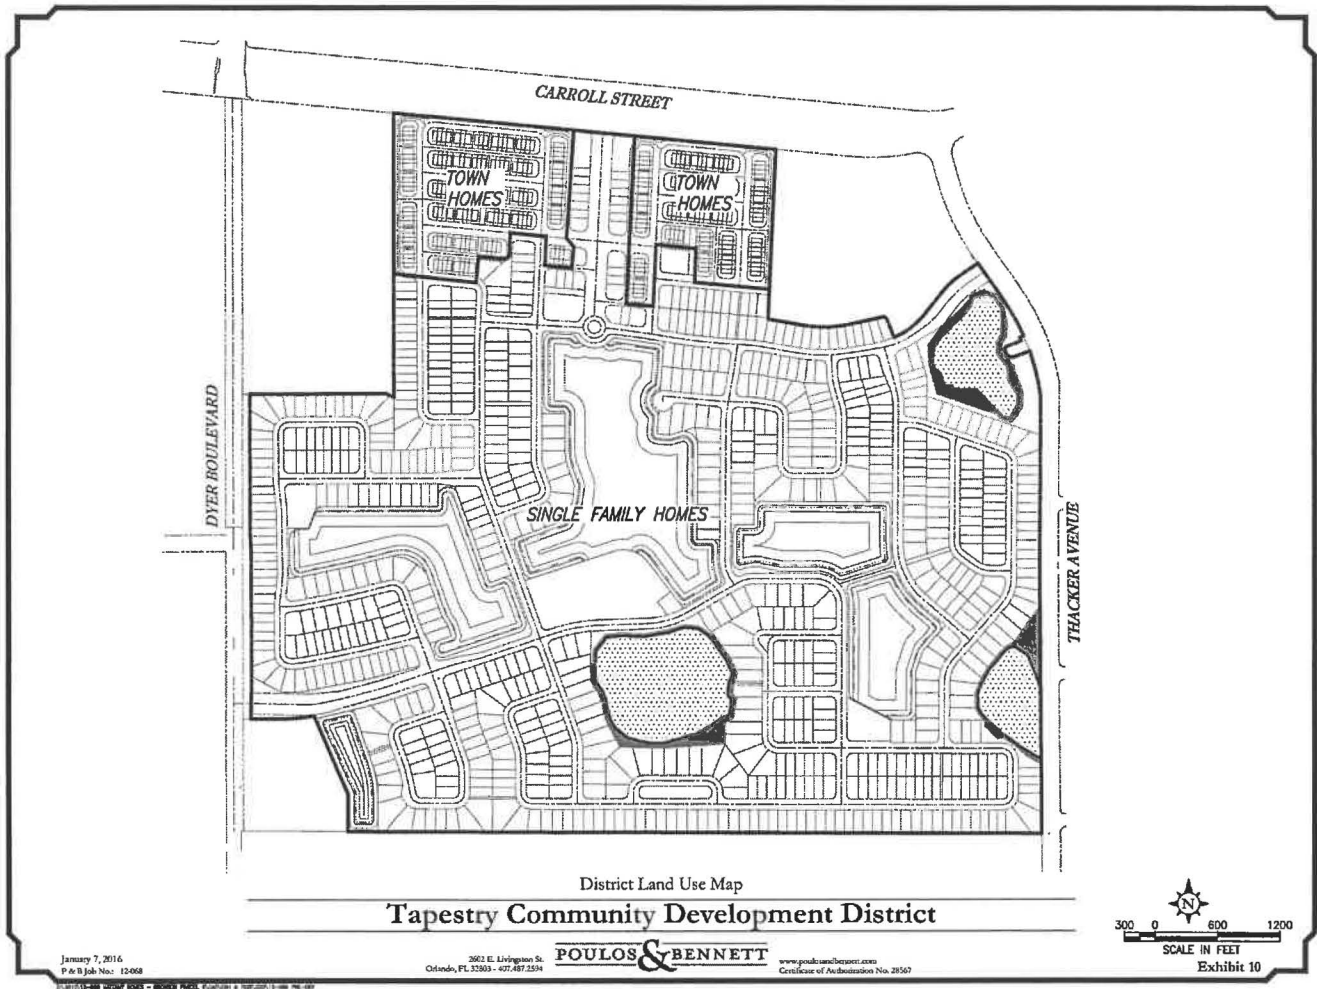 CARROLL STREET
TOWN
HOMES
TOWN
HOMES
DYER BOULEVARD
SINGLE FAMILY HOMES
THACKER AVENUE
District Land Use Map
Tapestry Community Development District
January 7, 2016
P & B Job No.: 12-068
2602 E. Livingston St.
Orlando, FL 32803 - 407.487.2594
POULOS & BENNETT
www.poulosandbennett.com
Certificate of Authorization No. 28567
N
300 0 600 1200
SCALE IN FEET
Exhibit 10